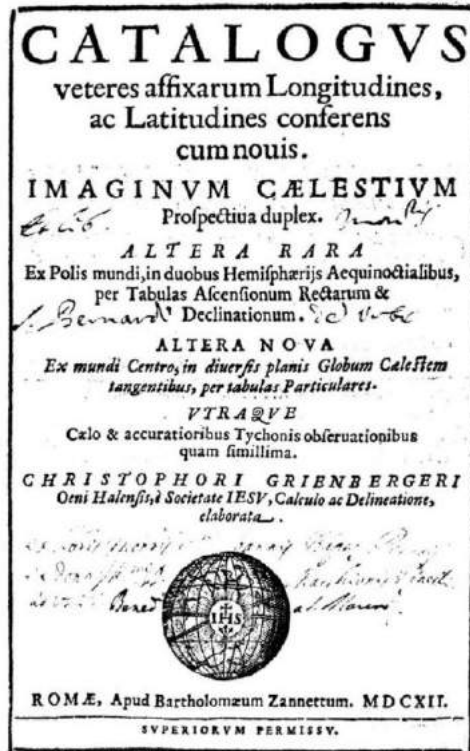 CATALOGVS
veteres affixarum Longitudines,
ac Latitudines conferens
cum nouis.
IMAGINVM CÆLESTIVM
Prospectiua duplex.
ALTERA RARA
Ex Polis mundi, in duobus Hemisphærijs Aequinoctialibus,
per Tabulas Ascensionum Rectarum &
S. Bernardi Declinationum. de Urbe
ALTERA NOVA
Ex mundi Centro, in diuersis planis Globum Cælestem
tangentibus, per tabulas Particulares.
VTRAQVE
Cælo & accuratioribus Tychonis obseruationibus
quam simillima.
CHRISTOPHORI GRIENBERGERI
Oeni Halensis, è Societate IESV, Calculo ac Delineatione,
elaborata.
IHS
ROMÆ, Apud Bartholomæum Zannettum. MDCXII.
SVPERIORVM PERMISSV.